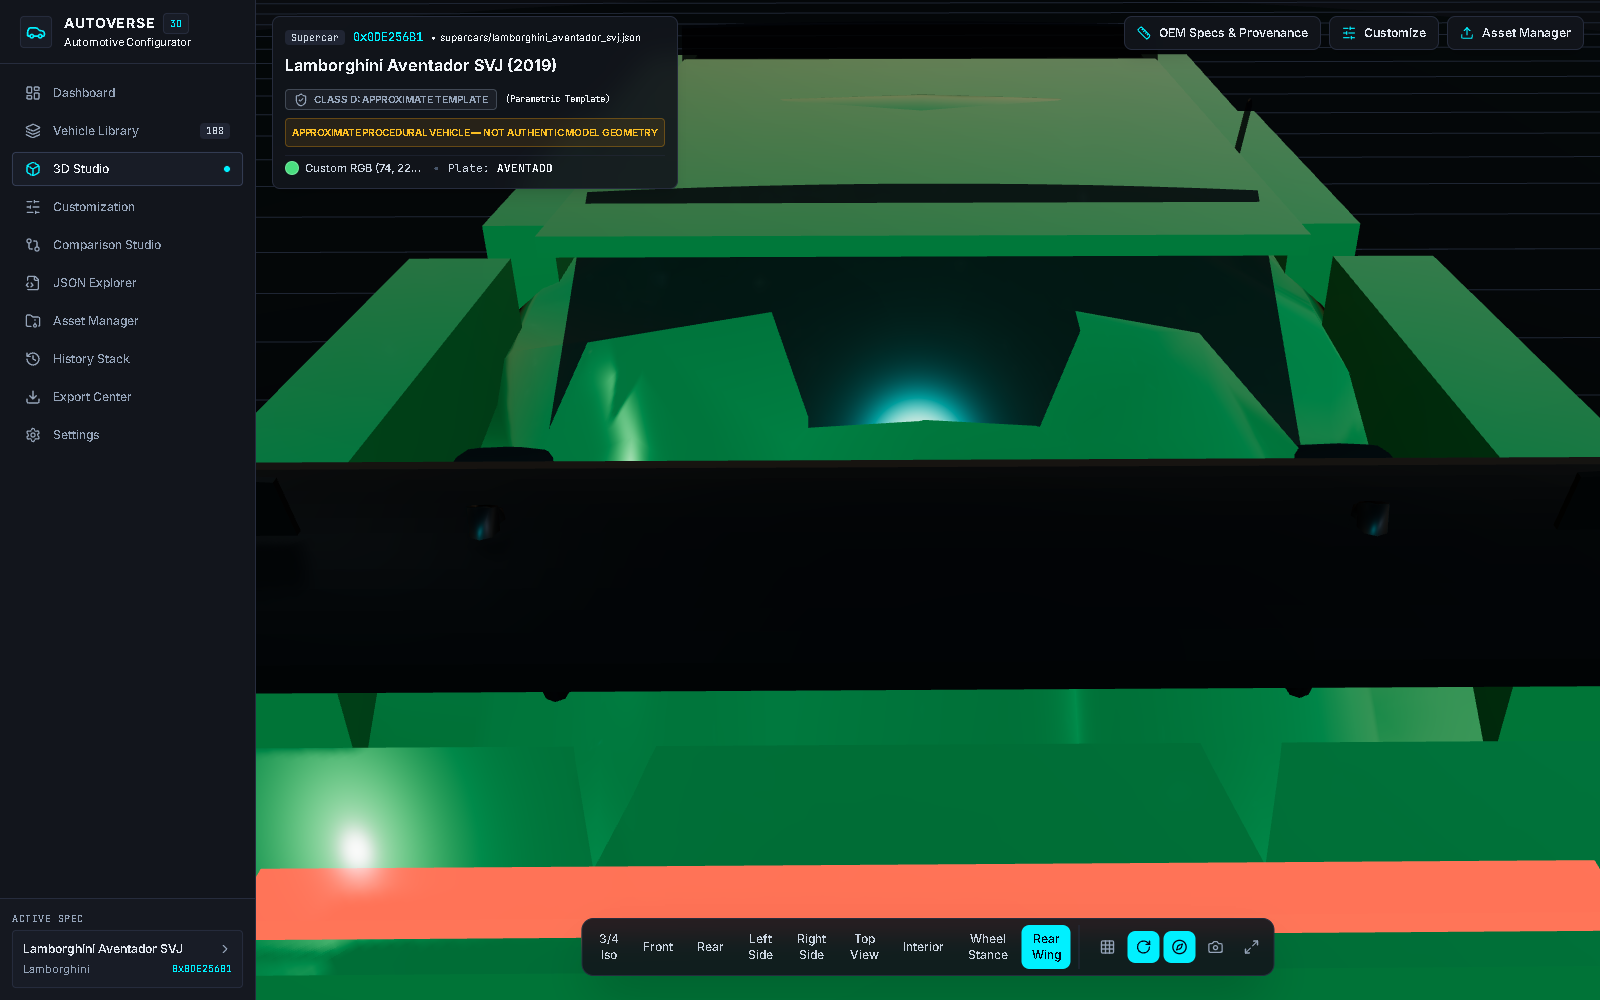 AUTOVERSE 3D
Automotive Configurator
Dashboard
Vehicle Library 188
3D Studio
Customization
Comparison Studio
JSON Explorer
Asset Manager
History Stack
Export Center
Settings
ACTIVE SPEC
Lamborghini Aventador SVJ
Lamborghini 0x0DE256B1
Supercar 0x0DE256B1 • supercars/lamborghini_aventador_svj.json
Lamborghini Aventador SVJ (2019)
CLASS D: APPROXIMATE TEMPLATE (Parametric Template)
APPROXIMATE PROCEDURAL VEHICLE — NOT AUTHENTIC MODEL GEOMETRY
Custom RGB (74, 22... • Plate: AVENTADO
OEM Specs & Provenance
Customize
Asset Manager
3/4 Iso
Front
Rear
Left Side
Right Side
Top View
Interior
Wheel Stance
Rear Wing